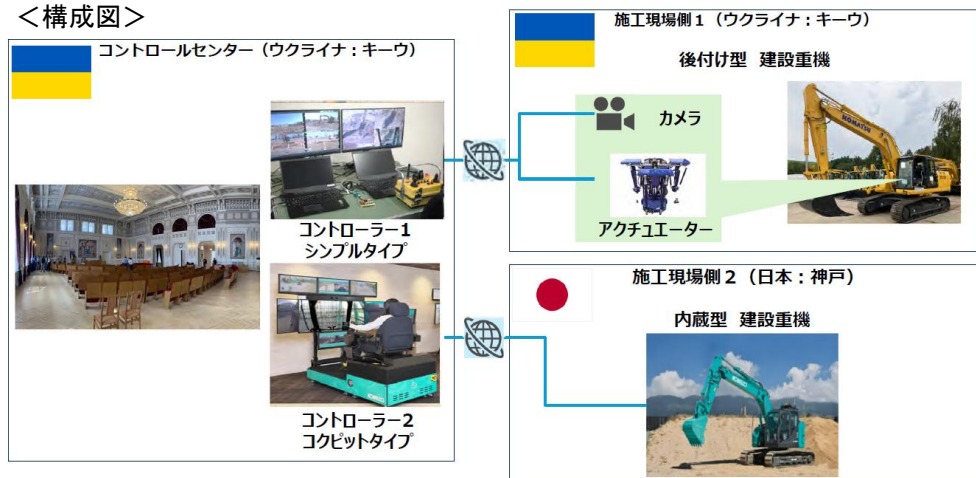 ＜構成図＞
コントロールセンター（ウクライナ：キーウ）
コントローラー1
シンプルタイプ
コントローラー2
コクピットタイプ
施工現場側１（ウクライナ：キーウ）
後付け型 建設重機
カメラ
アクチュエーター
KOMATSU
施工現場側２（日本：神戸）
内蔵型 建設重機
KOBELCO